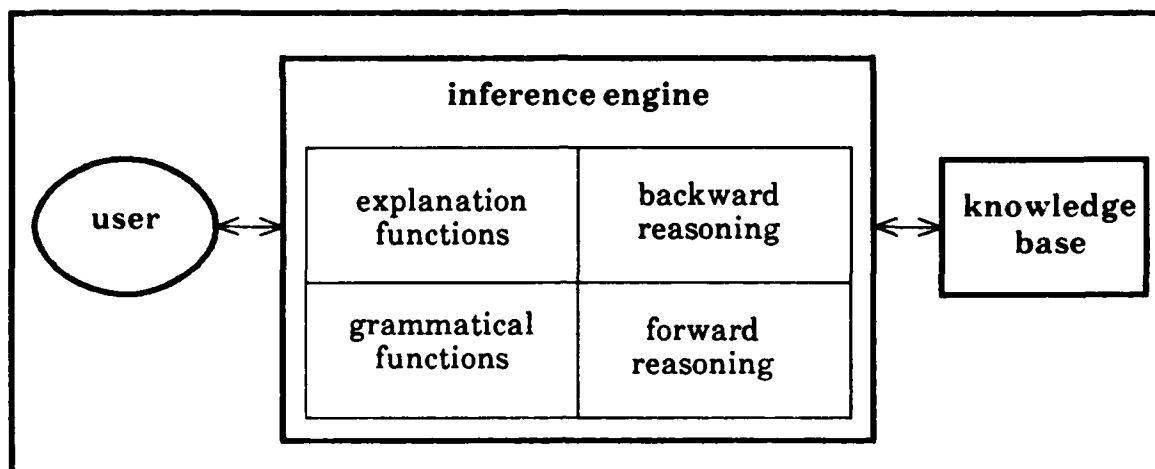 inference engine
user
explanation
functions
backward
reasoning
knowledge
base
grammatical
functions
forward
reasoning